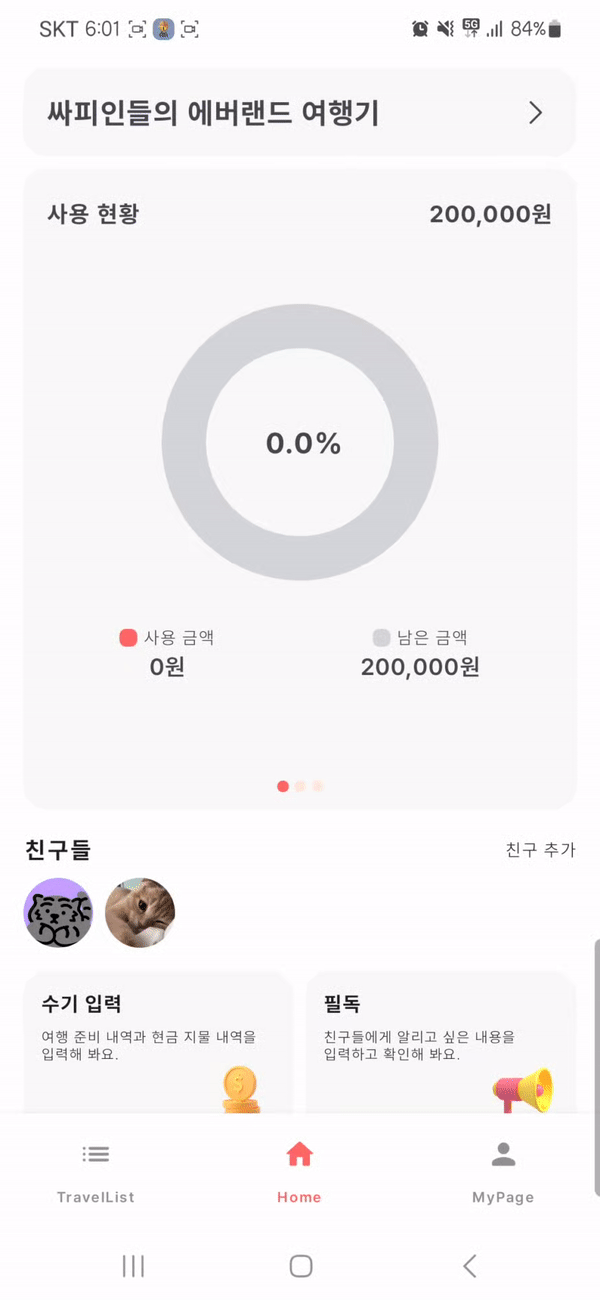 SKT 6:01 84%
싸피인들의 에버랜드 여행기
사용 현황 200,000원
0.0%
사용 금액 남은 금액
0원 200,000원
친구들 친구 추가
수기 입력
여행 준비 내역과 현금 지물 내역을
입력해 봐요.
필독
친구들에게 알리고 싶은 내용을
입력하고 확인해 봐요.
TravelList Home MyPage